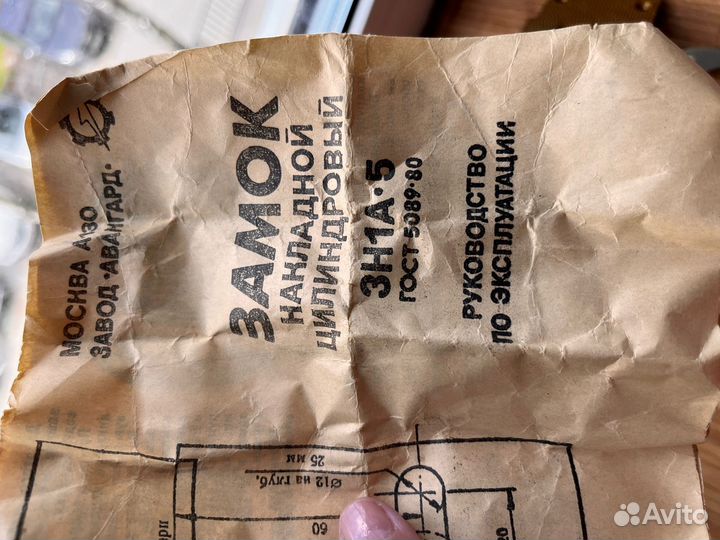 МОСКВА А-130
ЗАВОД "АВАНГАРД"
ЗАМОК
НАКЛАДНОЙ
ЦИЛИНДРОВЫЙ
ЗН1А·5
ГОСТ 5089·80
РУКОВОДСТВО
ПО ЭКСПЛУАТАЦИИ
Ø12 на глуб.
25 мм
60
Avito